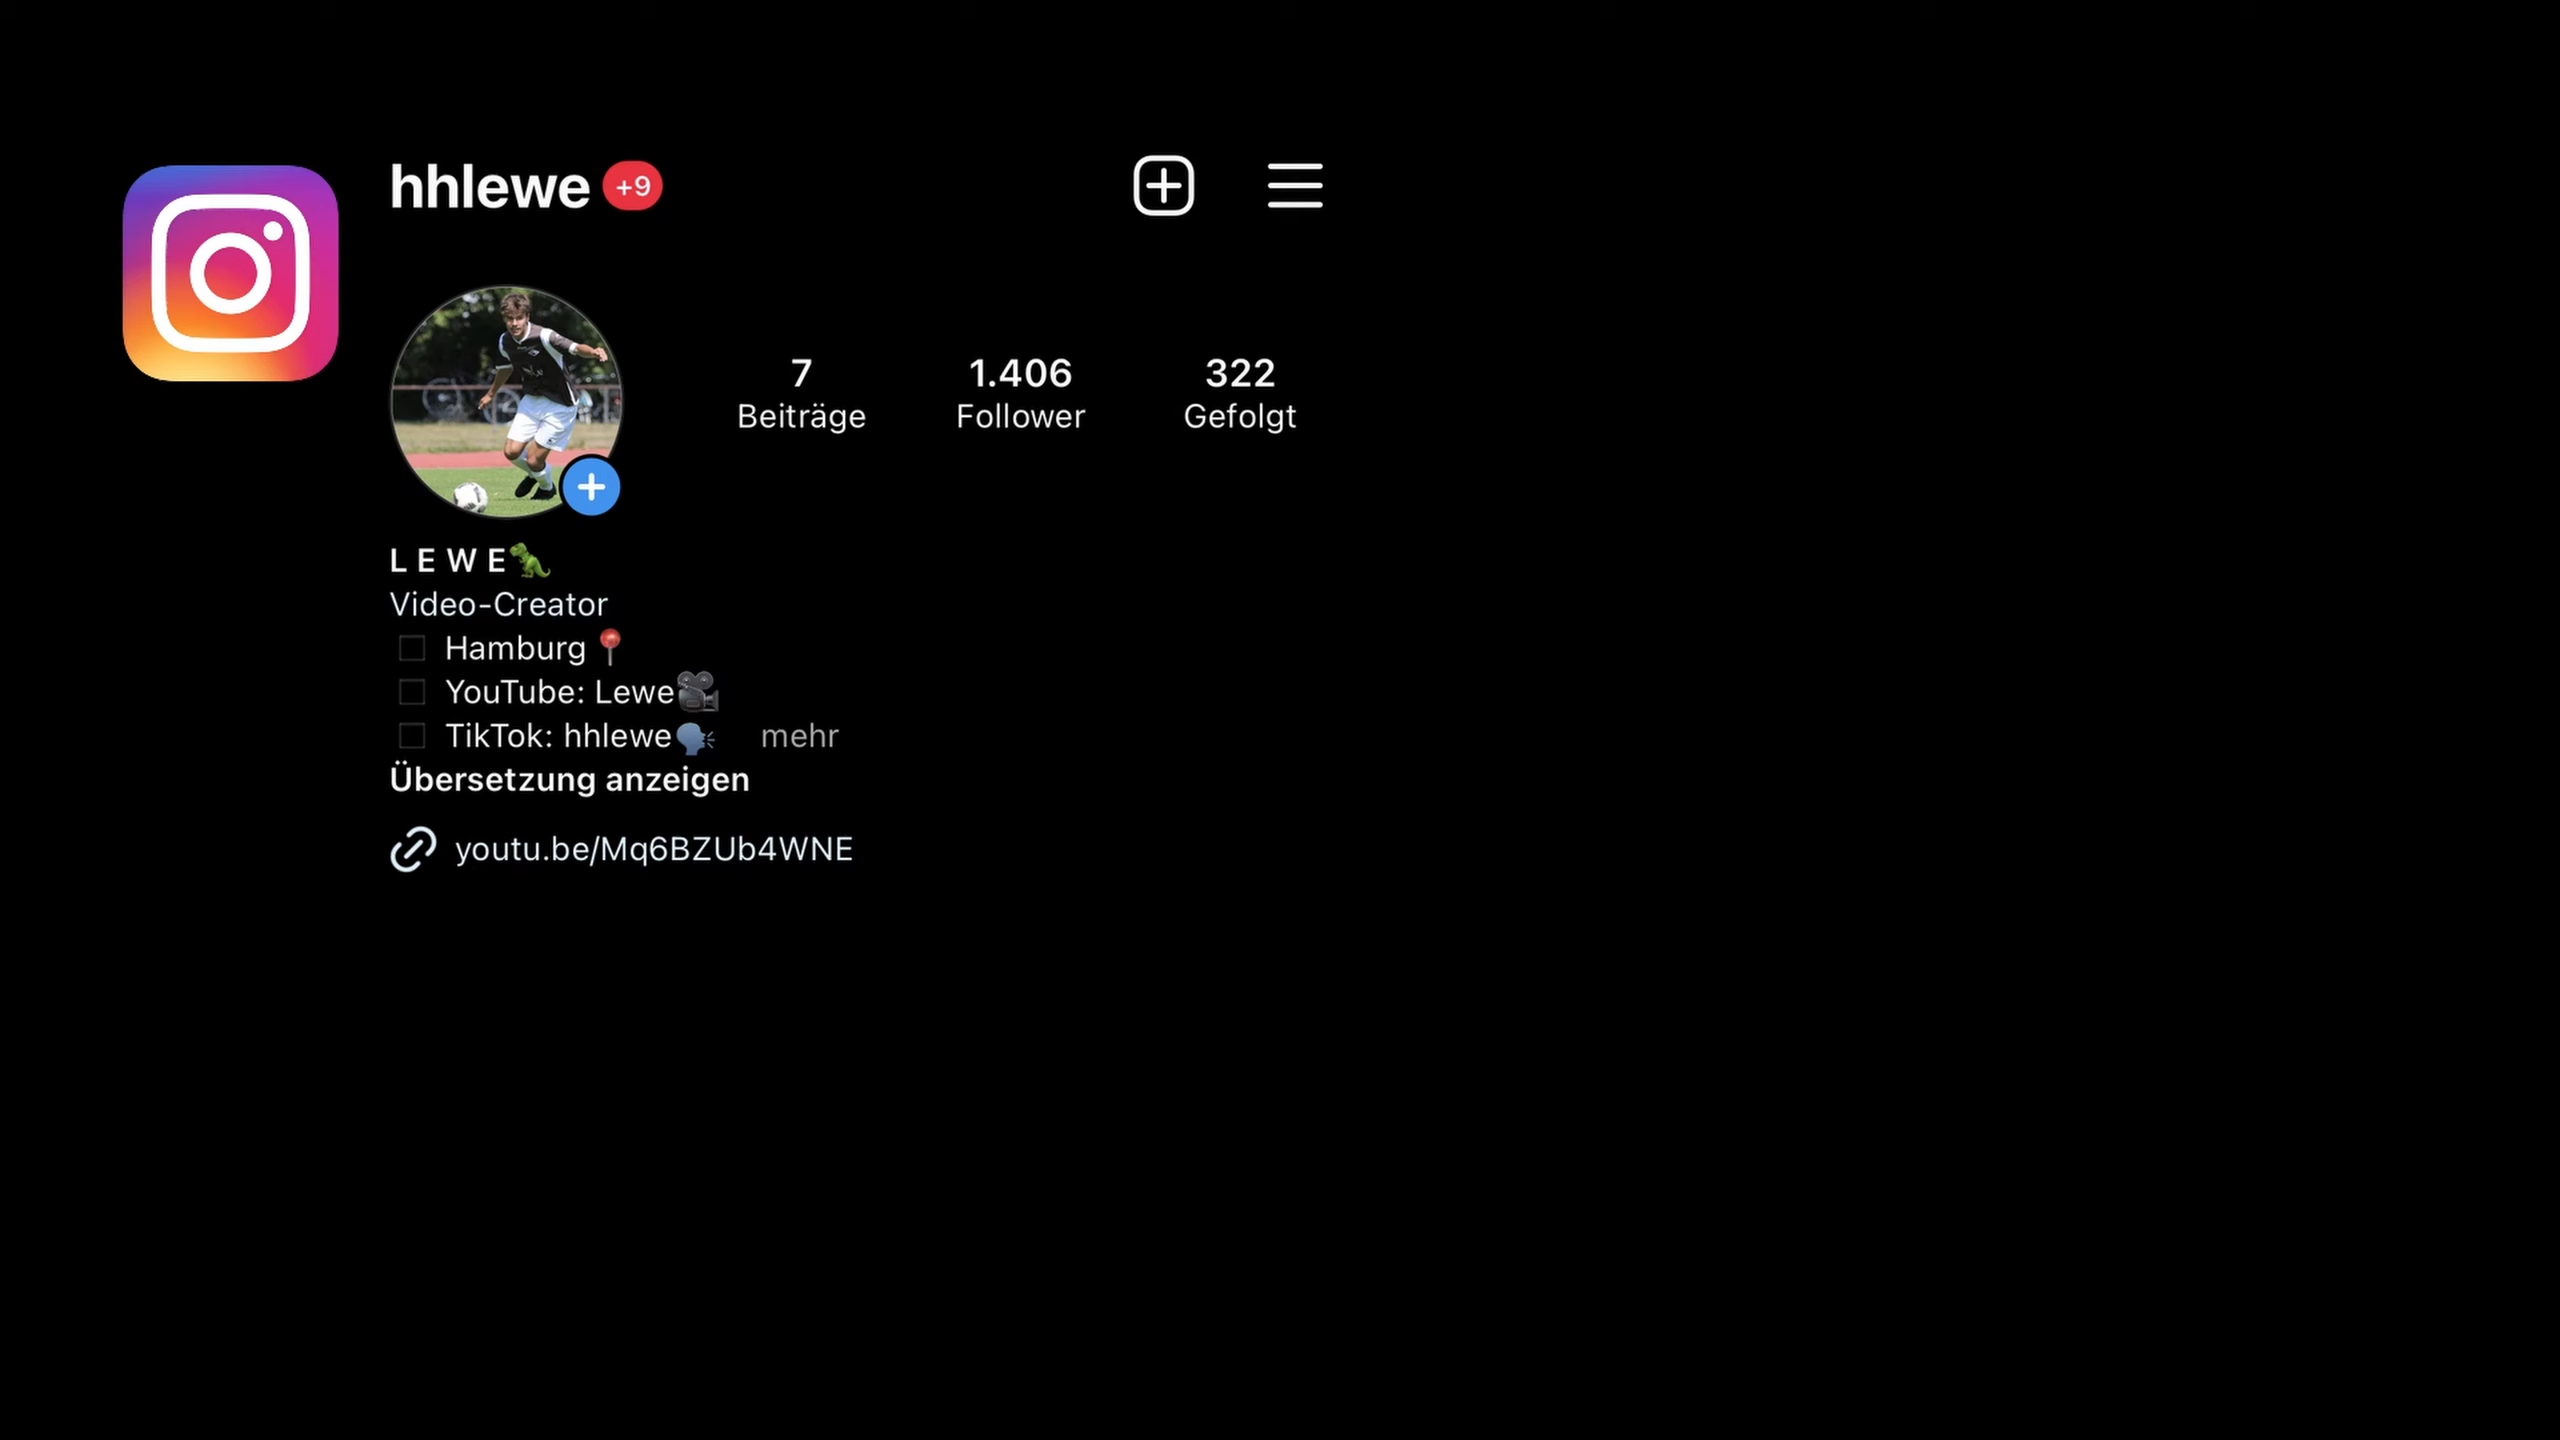 hhlewe +9
7 1.406 322
Beiträge Follower Gefolgt
L E W E🦖
Video-Creator
Hamburg📍
YouTube: Lewe🎥
TikTok: hhlewe🗣 mehr
Übersetzung anzeigen
youtu.be/Mq6BZUb4WNE